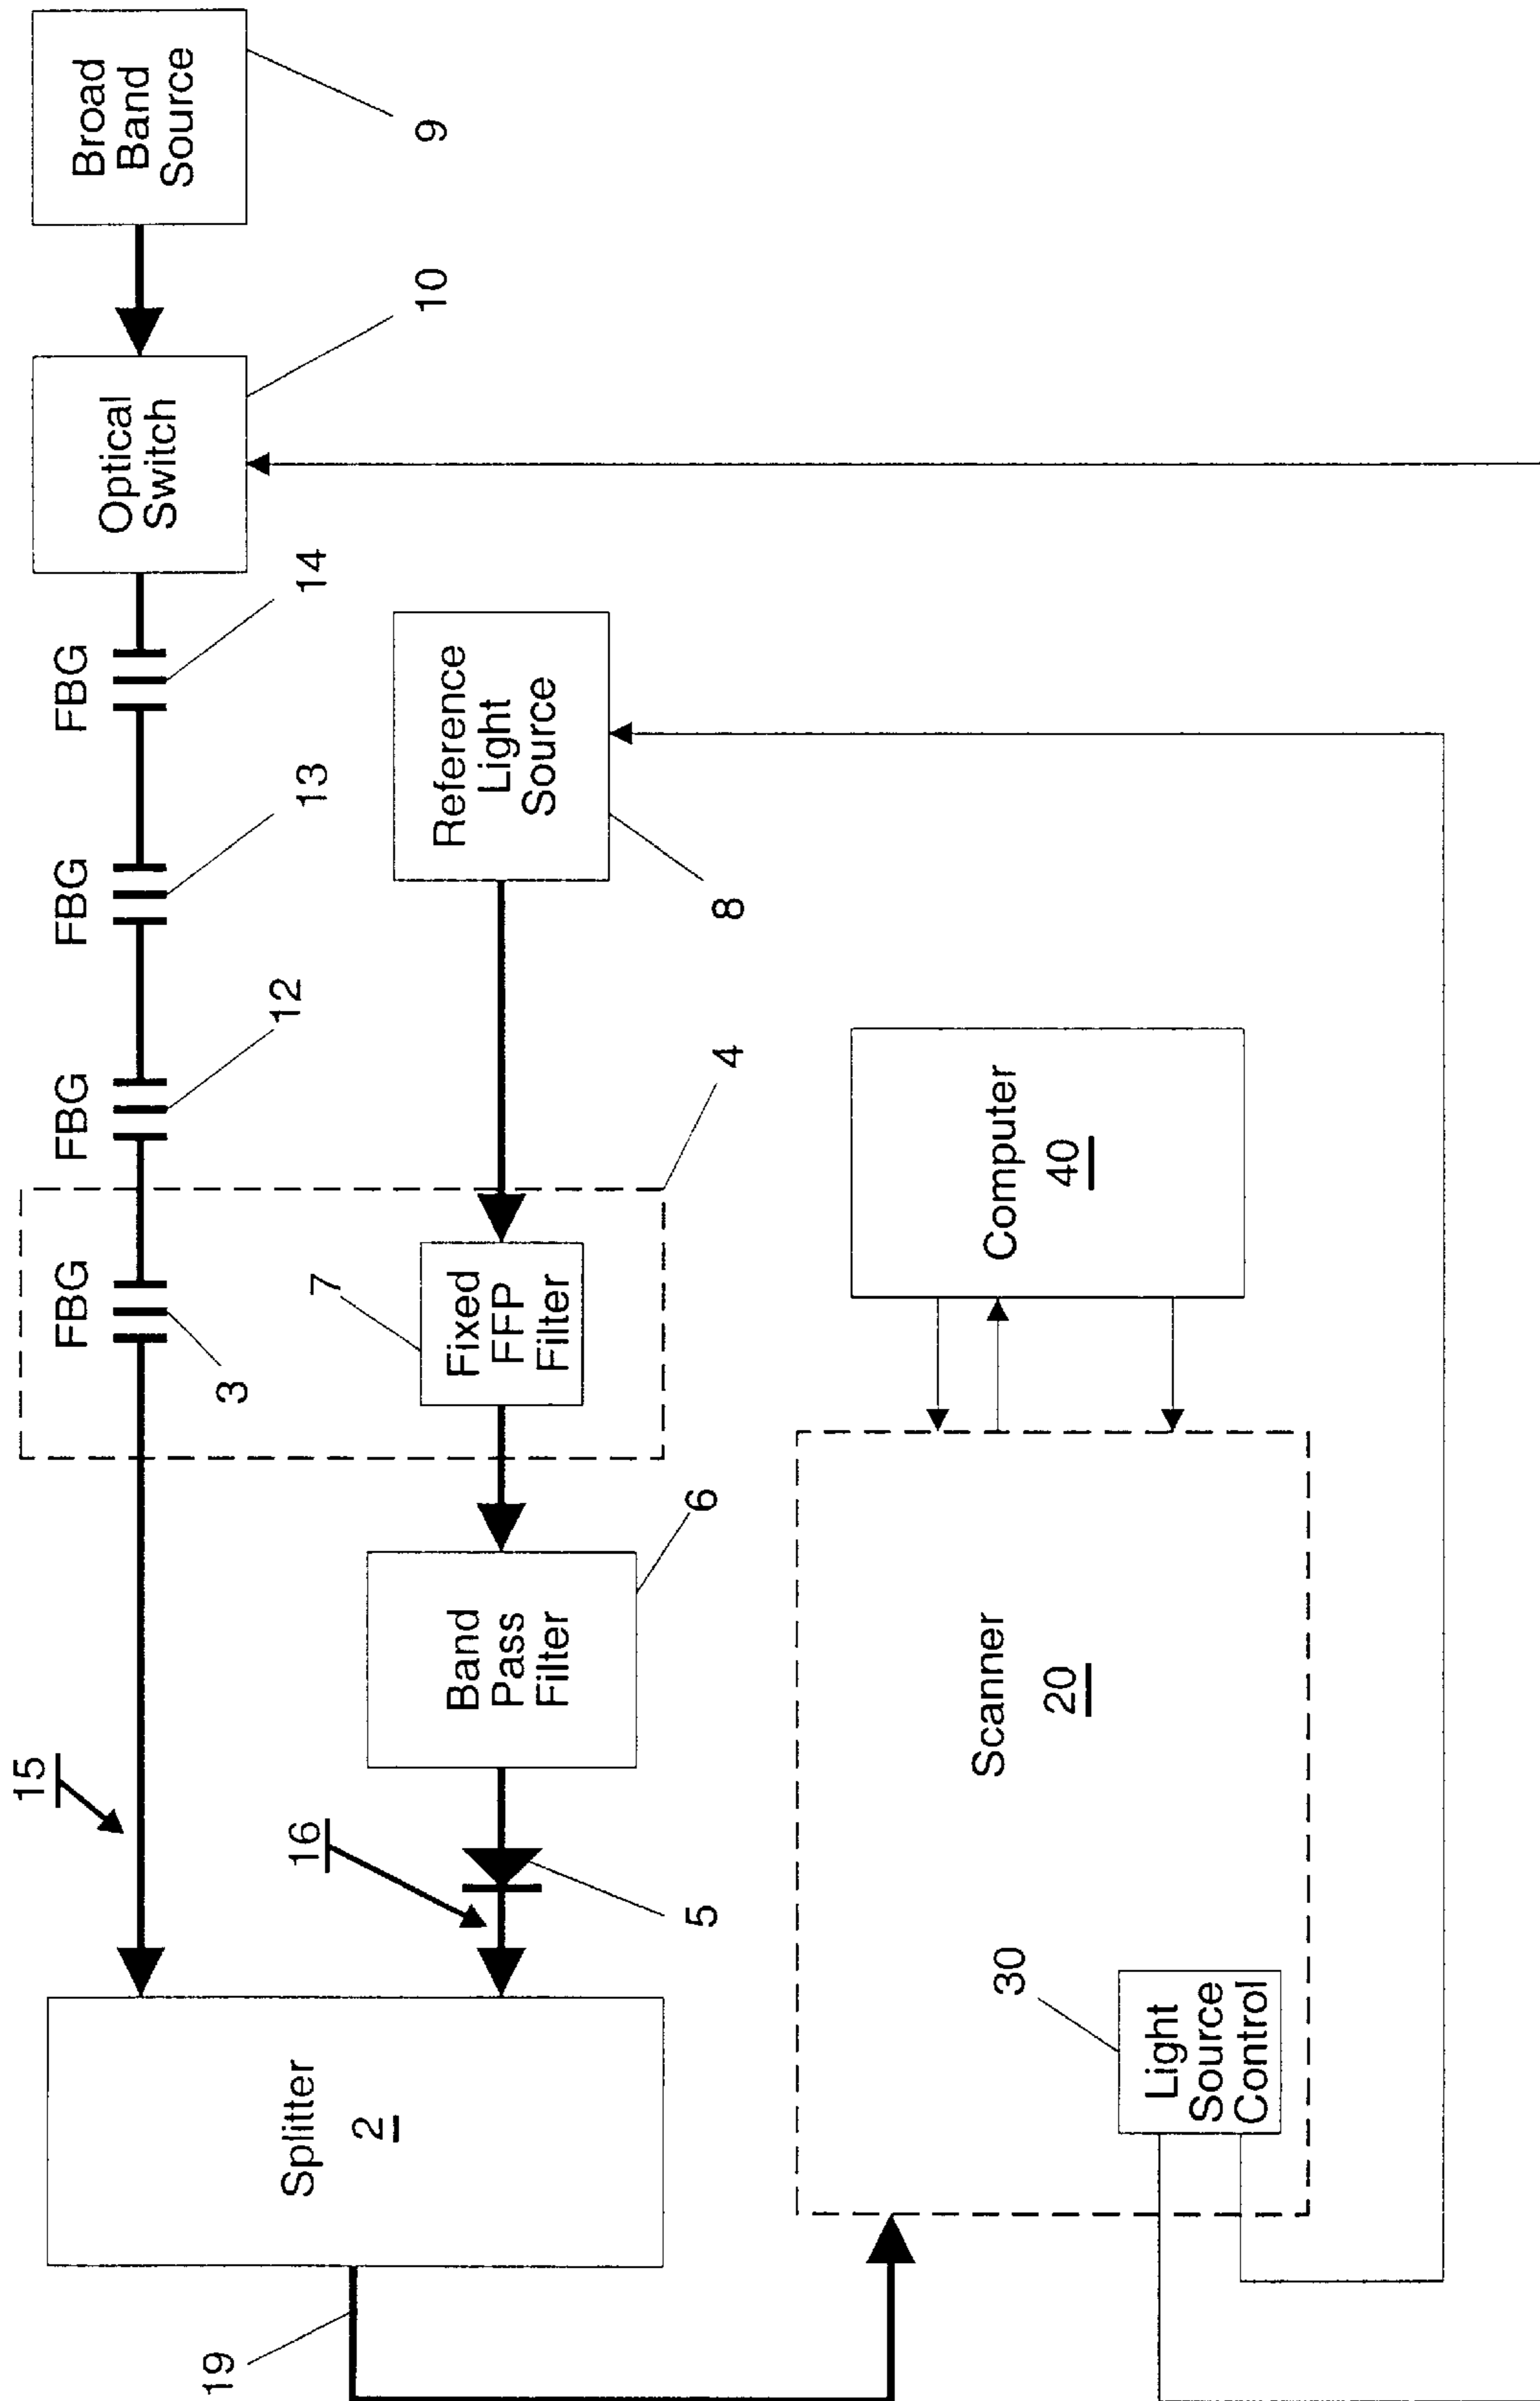 Broad
Band
Source
9
Optical
Switch
10
FBG
14
FBG
13
FBG
12
FBG
3
15
Reference
Light
Source
8
4
7
Fixed
FFP
Filter
Band
Pass
Filter
6
16
5
Splitter
2
19
Computer
40
Scanner
20
30
Light
Source
Control